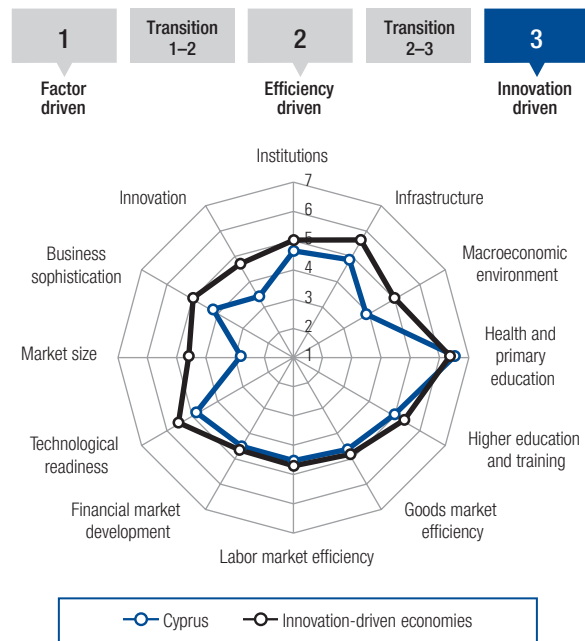 1
Transition
1–2
2
Transition
2–3
3
Factor
driven
Efficiency
driven
Innovation
driven
Institutions
7
Innovation
6
Infrastructure
5
Business
sophistication
4
Macroeconomic
environment
3
2
Market size
1
Health and
primary
education
Technological
readiness
Higher education
and training
Financial market
development
Goods market
efficiency
Labor market efficiency
Cyprus
Innovation-driven economies